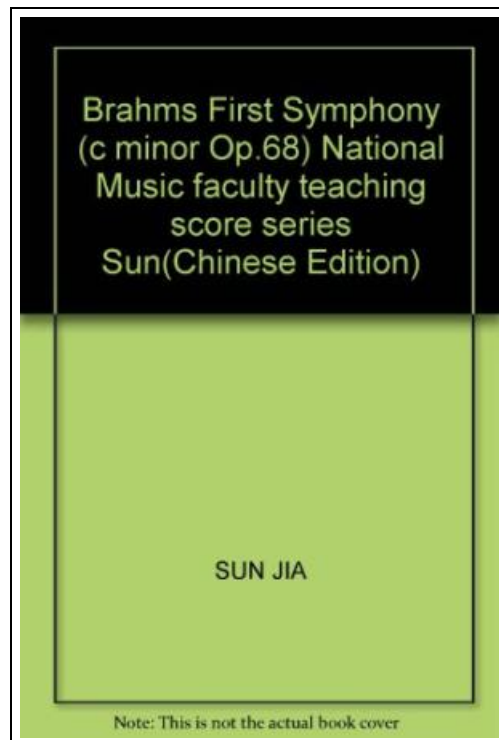 Brahms First Symphony
(c minor Op.68) National
Music faculty teaching
score series
Sun(Chinese Edition)
SUN JIA
Note: This is not the actual book cover